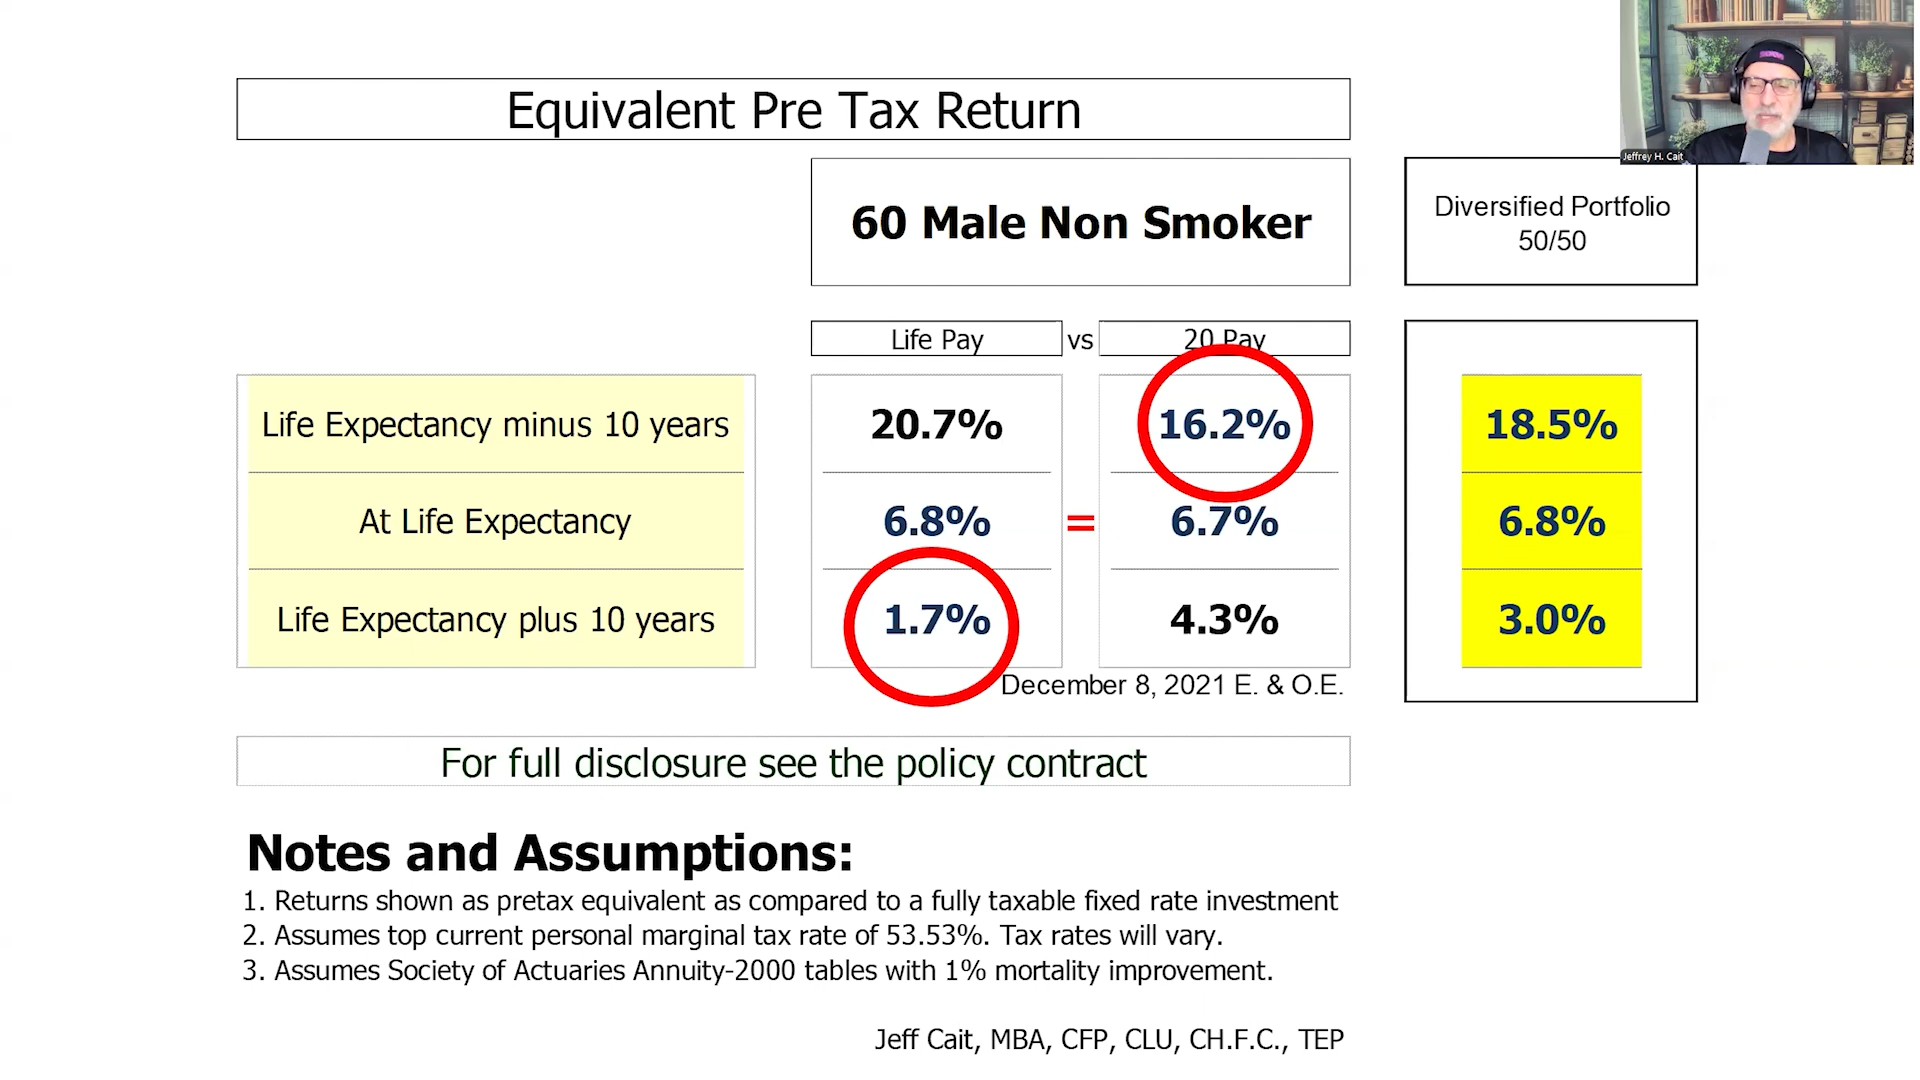 Equivalent Pre Tax Return
Jeffrey H. Cait
60 Male Non Smoker
Diversified Portfolio
50/50
Life Pay vs 20 Pay
Life Expectancy minus 10 years 20.7% 16.2% 18.5%
At Life Expectancy 6.8% = 6.7% 6.8%
Life Expectancy plus 10 years 1.7% 4.3% 3.0%
December 8, 2021 E. & O.E.
For full disclosure see the policy contract
Notes and Assumptions:
1. Returns shown as pretax equivalent as compared to a fully taxable fixed rate investment
2. Assumes top current personal marginal tax rate of 53.53%. Tax rates will vary.
3. Assumes Society of Actuaries Annuity-2000 tables with 1% mortality improvement.
Jeff Cait, MBA, CFP, CLU, CH.F.C., TEP